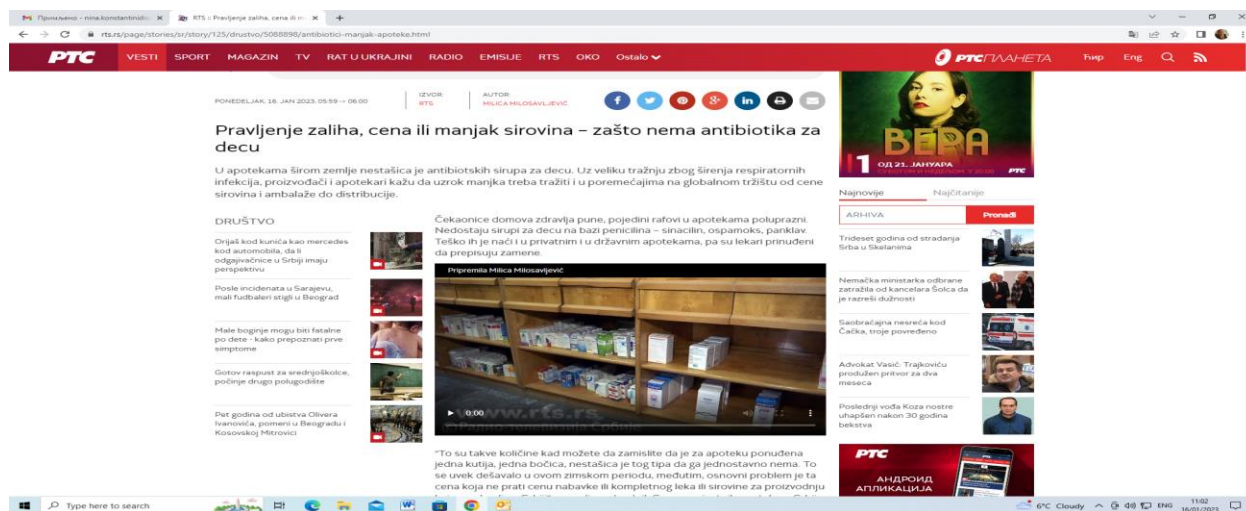 Примљено - nina.konstantinidi
RTS :: Pravljenje zaliha, cena ili m
rts.rs/page/stories/sr/story/125/drustvo/5088898/antibiotici-manjak-apoteke.html
РТС VESTI SPORT MAGAZIN TV RAT U UKRAJINI RADIO EMISIJE RTS OKO Ostalo РТС ПЛАНЕТА Ћир Eng
PONEDELJAK, 16. JAN 2023, 05:59 -> 06:00
IZVOR:
RTS
AUTOR:
MILICA MILOSAVLJEVIĆ
Pravljenje zaliha, cena ili manjak sirovina – zašto nema antibiotika za
decu
U apotekama širom zemlje nestašica je antibiotskih sirupa za decu. Uz veliku tražnju zbog širenja respiratornih
infekcija, proizvođači i apotekari kažu da uzrok manjka treba tražiti i u poremećajima na globalnom tržištu od cene
sirovina i ambalaže do distribucije.
DRUŠTVO
Orijaš kod kunića kao mercedes
kod automobila, da li
odgajivačnice u Srbiji imaju
perspektivu
Posle incidenata u Sarajevu,
mali fudbaleri stigli u Beograd
Male boginje mogu biti fatalne
po dete - kako prepoznati prve
simptome
Gotov raspust za srednjoškolce,
počinje drugo polugodište
Pet godina od ubistva Olivera
Ivanovića, pomeni u Beogradu i
Kosovskoj Mitrovici
Čekaonice domova zdravlja pune, pojedini rafovi u apotekama poluprazni.
Nedostaju sirupi za decu na bazi penicilina – sinacilin, ospamoks, panklav.
Teško ih je naći i u privatnim i u državnim apotekama, pa su lekari prinuđeni
da prepisuju zamene.
Pripremila Milica Milosavljević
www.rts.rs
Радио телевизија Србије
0:00
"To su takve količine kad možete da zamislite da je za apoteku ponuđena
jedna kutija, jedna bočica, nestašica je tog tipa da ga jednostavno nema. To
se uvek dešavalo u ovom zimskom periodu, međutim, osnovni problem je ta
cena koja ne prati cenu nabavke ili kompletnog leka ili sirovine za proizvodnju
ВЕРА
1 ОД 21. ЈАНУАРА
РТС
Najnovije Najčitanije
ARHIVA Pronađi
Trideset godina od stradanja
Srba u Skelanima
Nemačka ministarka odbrane
zatražila od kancelara Šolca da
je razreši dužnosti
Saobraćajna nesreća kod
Čačka, troje povređeno
Advokat Vasić: Trajkoviću
produžen pritvor za dva
meseca
Poslednji vođa Koza nostre
uhapšen nakon 30 godina
bekstva
РТС
АНДРОИД
АПЛИКАЦИЈА
Type here to search
6°C Cloudy ENG 11:02
16/01/2023